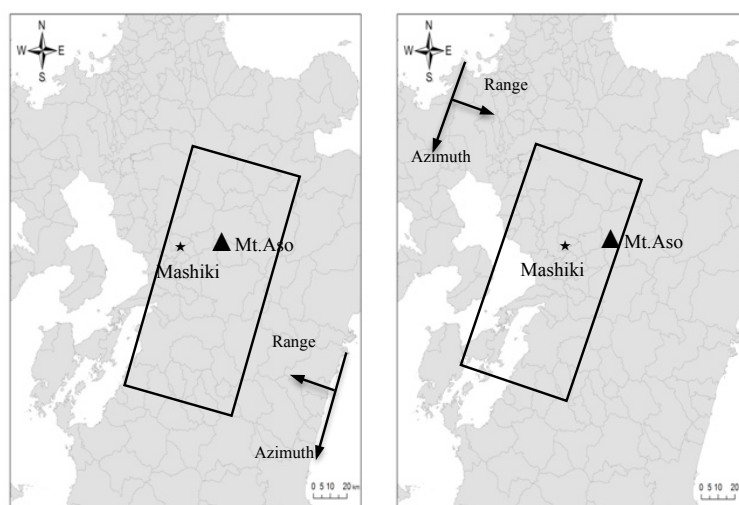 N
W E
S
Mt.Aso
Mashiki
Range
Azimuth
0 5 10 20 km
N
W E
S
Range
Azimuth
Mt.Aso
Mashiki
0 5 10 20